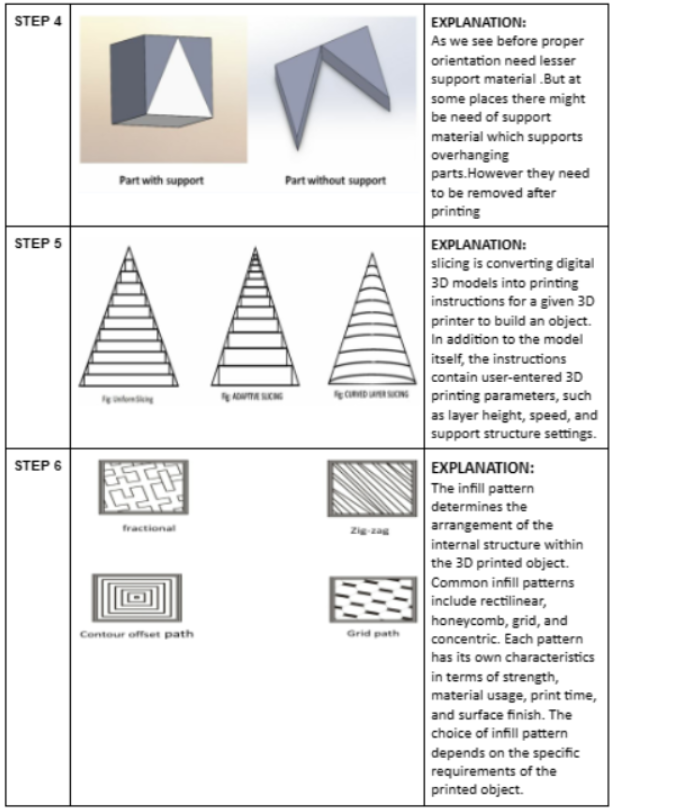 STEP 4
Part with support
Part without support
EXPLANATION:
As we see before proper
orientation need lesser
support material .But at
some places there might
be need of support
material which supports
overhanging
parts.However they need
to be removed after
printing
STEP 5
Fig: Uniform Slicing
Fig: ADAPTIVE SLICING
Fig: CURVED LAYER SLICING
EXPLANATION:
slicing is converting digital
3D models into printing
instructions for a given 3D
printer to build an object.
In addition to the model
itself, the instructions
contain user-entered 3D
printing parameters, such
as layer height, speed, and
support structure settings.
STEP 6
fractional
Zig-zag
Contour offset path
Grid path
EXPLANATION:
The infill pattern
determines the
arrangement of the
internal structure within
the 3D printed object.
Common infill patterns
include rectilinear,
honeycomb, grid, and
concentric. Each pattern
has its own characteristics
in terms of strength,
material usage, print time,
and surface finish. The
choice of infill pattern
depends on the specific
requirements of the
printed object.